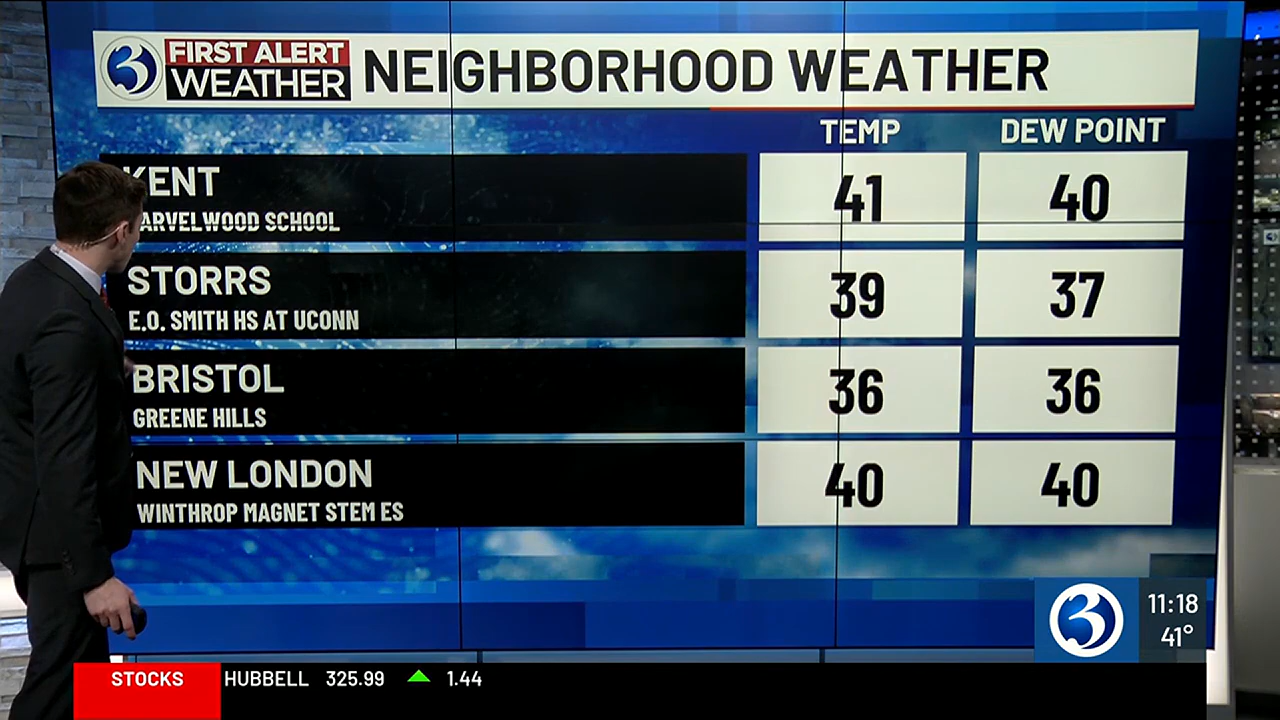 3 FIRST ALERT WEATHER NEIGHBORHOOD WEATHER
TEMP DEW POINT
KENT 41 40
ARVELWOOD SCHOOL
STORRS 39 37
E.O. SMITH HS AT UCONN
BRISTOL 36 36
GREENE HILLS
NEW LONDON 40 40
WINTHROP MAGNET STEM ES
3 11:18
41°
STOCKS HUBBELL 325.99 1.44